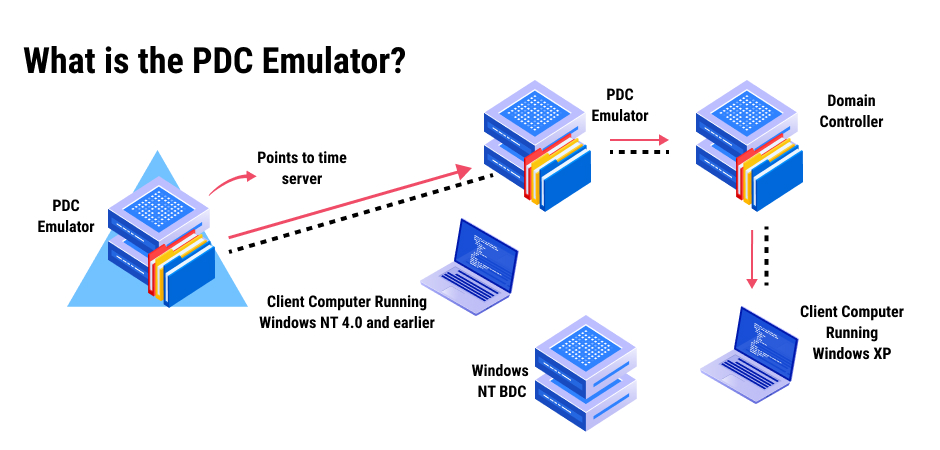 What is the PDC Emulator?
PDC
Emulator
Points to time
server
PDC
Emulator
Domain
Controller
Client Computer Running
Windows NT 4.0 and earlier
Windows
NT BDC
Client Computer
Running
Windows XP